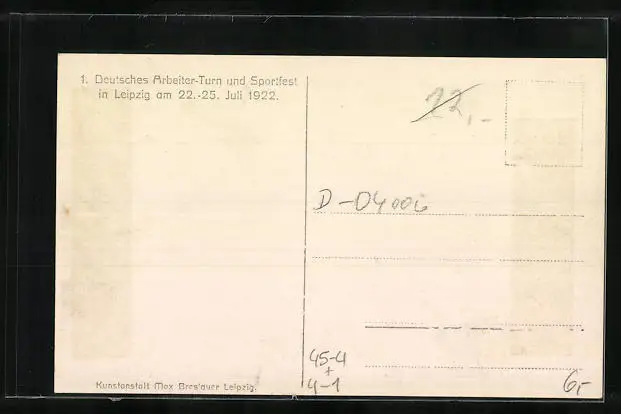 1. Deutsches Arbeiter-Turn und Sportfest
in Leipzig am 22.-25. Juli 1922.
22,-
D-04006
45-4
+
4-1
6,-
Kunstanstalt Max Breslauer Leipzig.